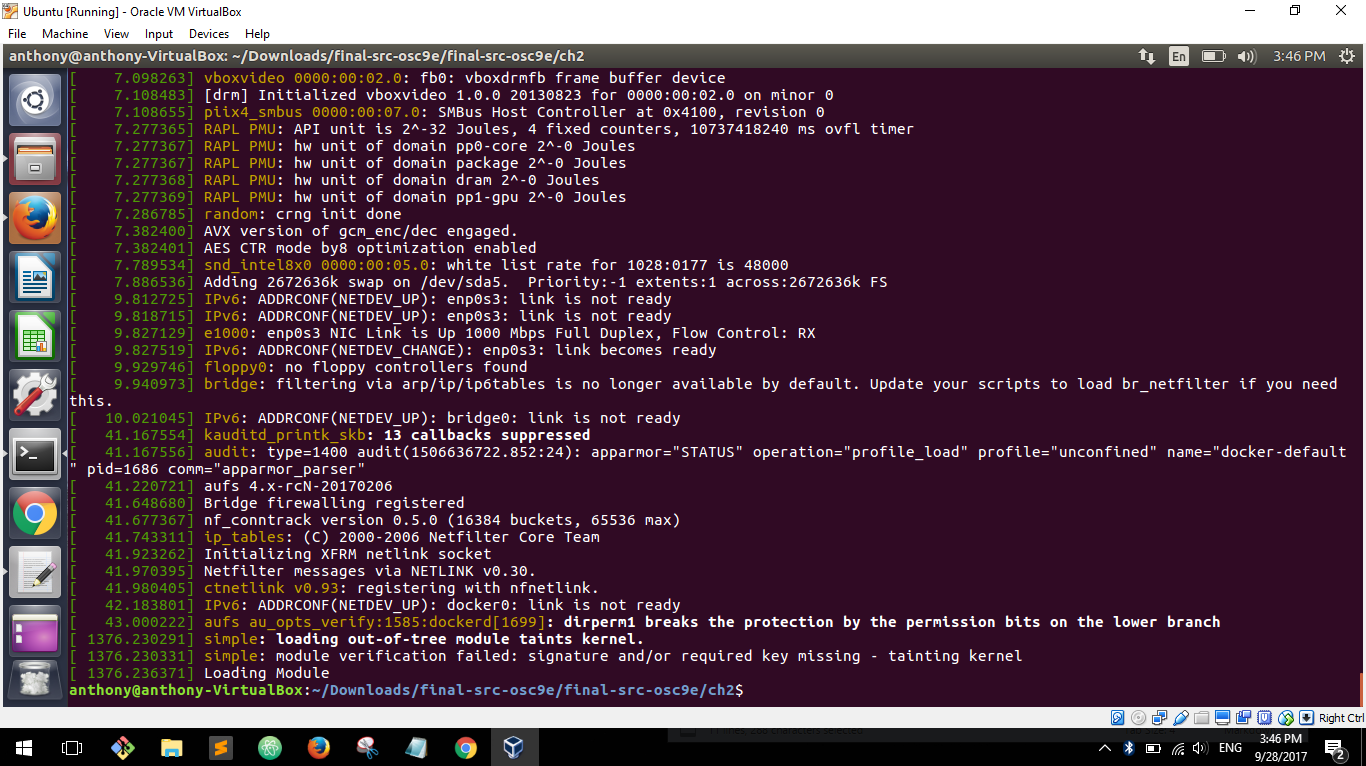 Ubuntu [Running] - Oracle VM VirtualBox
File Machine View Input Devices Help
anthony@anthony-VirtualBox: ~/Downloads/final-src-osc9e/final-src-osc9e/ch2 En 3:46 PM
[    7.098263] vboxvideo 0000:00:02.0: fb0: vboxdrmfb frame buffer device
[    7.108483] [drm] Initialized vboxvideo 1.0.0 20130823 for 0000:00:02.0 on minor 0
[    7.108655] piix4_smbus 0000:00:07.0: SMBus Host Controller at 0x4100, revision 0
[    7.277365] RAPL PMU: API unit is 2^-32 Joules, 4 fixed counters, 10737418240 ms ovfl timer
[    7.277367] RAPL PMU: hw unit of domain pp0-core 2^-0 Joules
[    7.277367] RAPL PMU: hw unit of domain package 2^-0 Joules
[    7.277368] RAPL PMU: hw unit of domain dram 2^-0 Joules
[    7.277369] RAPL PMU: hw unit of domain pp1-gpu 2^-0 Joules
[    7.286785] random: crng init done
[    7.382400] AVX version of gcm_enc/dec engaged.
[    7.382401] AES CTR mode by8 optimization enabled
[    7.789534] snd_intel8x0 0000:00:05.0: white list rate for 1028:0177 is 48000
[    7.886536] Adding 2672636k swap on /dev/sda5.  Priority:-1 extents:1 across:2672636k FS
[    9.812725] IPv6: ADDRCONF(NETDEV_UP): enp0s3: link is not ready
[    9.818715] IPv6: ADDRCONF(NETDEV_UP): enp0s3: link is not ready
[    9.827129] e1000: enp0s3 NIC Link is Up 1000 Mbps Full Duplex, Flow Control: RX
[    9.827519] IPv6: ADDRCONF(NETDEV_CHANGE): enp0s3: link becomes ready
[    9.929746] floppy0: no floppy controllers found
[    9.940973] bridge: filtering via arp/ip/ip6tables is no longer available by default. Update your scripts to load br_netfilter if you need
this.
[   10.021045] IPv6: ADDRCONF(NETDEV_UP): bridge0: link is not ready
[   41.167554] kauditd_printk_skb: 13 callbacks suppressed
[   41.167556] audit: type=1400 audit(1506636722.852:24): apparmor="STATUS" operation="profile_load" profile="unconfined" name="docker-default
" pid=1686 comm="apparmor_parser"
[   41.220721] aufs 4.x-rcN-20170206
[   41.648680] Bridge firewalling registered
[   41.677367] nf_conntrack version 0.5.0 (16384 buckets, 65536 max)
[   41.743311] ip_tables: (C) 2000-2006 Netfilter Core Team
[   41.923262] Initializing XFRM netlink socket
[   41.970395] Netfilter messages via NETLINK v0.30.
[   41.980405] ctnetlink v0.93: registering with nfnetlink.
[   42.183801] IPv6: ADDRCONF(NETDEV_UP): docker0: link is not ready
[   43.000222] aufs au_opts_verify:1585:dockerd[1699]: dirperm1 breaks the protection by the permission bits on the lower branch
[ 1376.230291] simple: loading out-of-tree module taints kernel.
[ 1376.230331] simple: module verification failed: signature and/or required key missing - tainting kernel
[ 1376.236371] Loading Module
anthony@anthony-VirtualBox:~/Downloads/final-src-osc9e/final-src-osc9e/ch2$
Right Ctrl
ENG 3:46 PM
9/28/2017
2